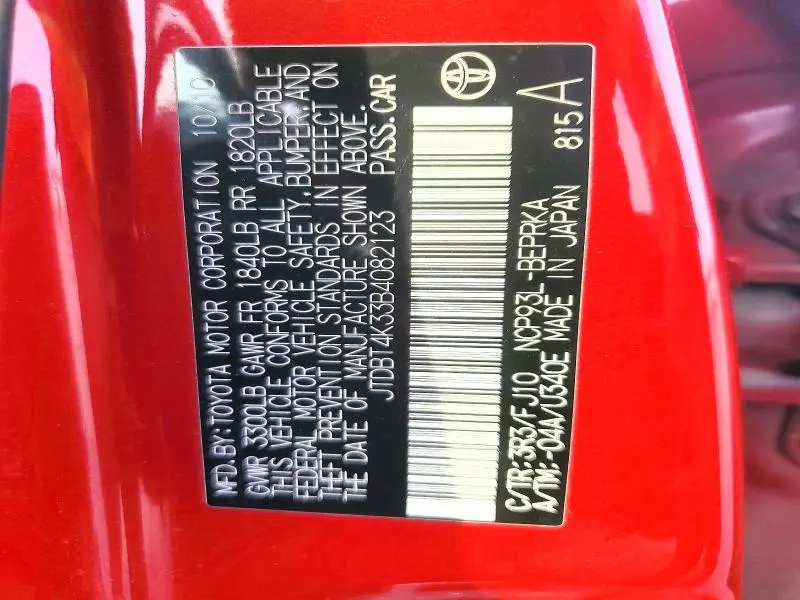 MFD. BY: TOYOTA MOTOR CORPORATION 10/10
GVWR 3300LB GAWR FR 1840LB RR 1820LB
THIS VEHICLE CONFORMS TO ALL APPLICABLE
FEDERAL MOTOR VEHICLE SAFETY, BUMPER, AND
THEFT PREVENTION STANDARDS IN EFFECT ON
THE DATE OF MANUFACTURE SHOWN ABOVE.
JTDBT4K33B4082123 PASS. CAR
C/TR: 3R3/FJ10 NCP93L-BEPRKA
A/TM: -04A/U340E MADE IN JAPAN 815 A